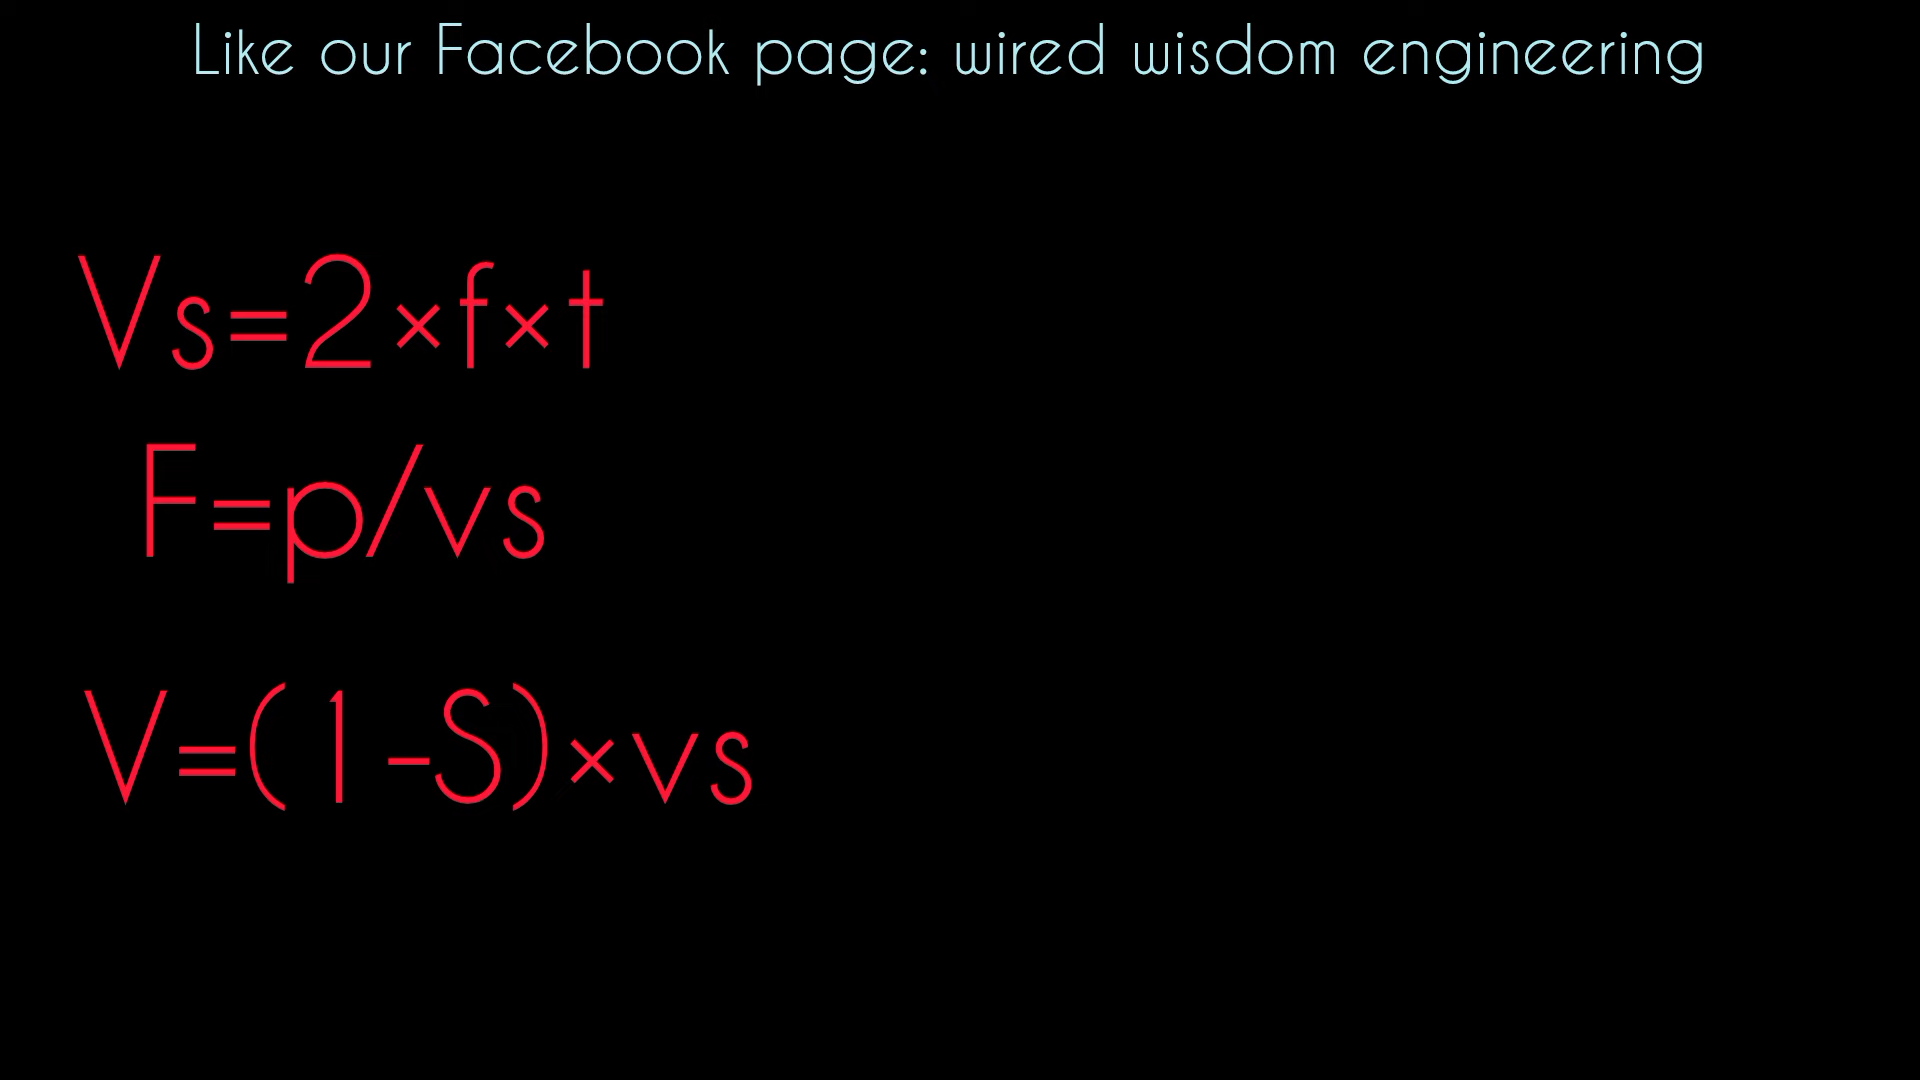 Like our Facebook page: wired wisdom engineering
Vs=2×f×t
F=p/vs
V=(1-S)×vs